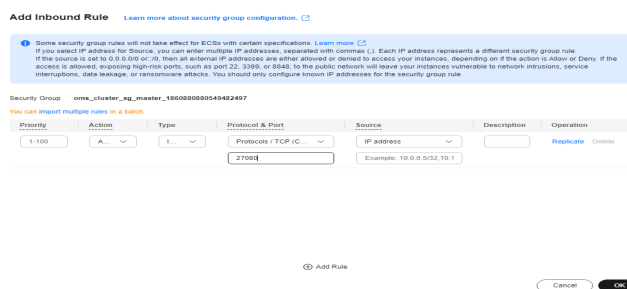 Add Inbound Rule Learn more about security group configuration.
Some security group rules will not take effect for ECSs with certain specifications. Learn more
If you select IP address for Source, you can enter multiple IP addresses, separated with commas (,). Each IP address represents a different security group rule.
If the source is set to 0.0.0.0/0 or ::/0, then all external IP addresses are either allowed or denied to access your instances, depending on if the action is Allow or Deny. If the
access is allowed, exposing high-risk ports, such as port 22, 3389, or 8848, to the public network will leave your instances vulnerable to network intrusions, service
interruptions, data leakage, or ransomware attacks. You should only configure known IP addresses for the security group rule.
Security Group oms_cluster_sg_master_1860880880549482497
You can import multiple rules in a batch.
Priority Action Type Protocol & Port Source Description Operation
1-100 A... I... Protocols / TCP (C... IP address Replicate Delete
27080 Example: 10.0.0.5/32,10.1
Add Rule
Cancel OK